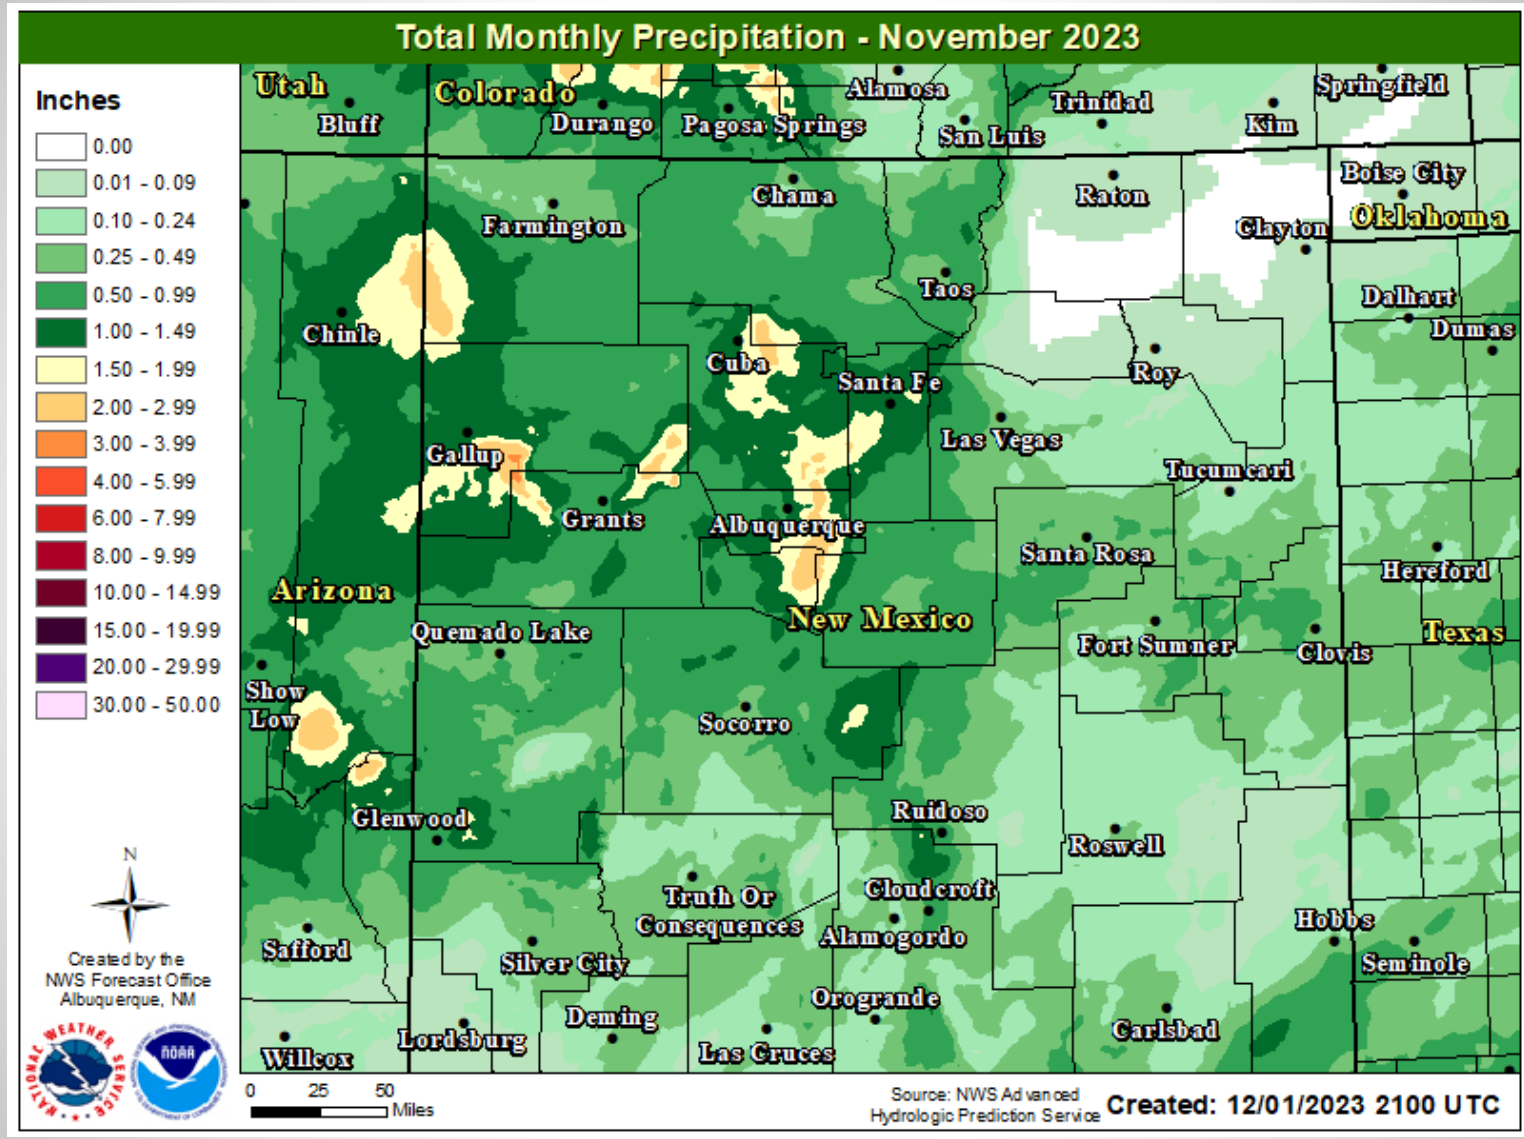 Total Monthly Precipitation - November 2023
Inches
0.00
0.01 - 0.09
0.10 - 0.24
0.25 - 0.49
0.50 - 0.99
1.00 - 1.49
1.50 - 1.99
2.00 - 2.99
3.00 - 3.99
4.00 - 5.99
6.00 - 7.99
8.00 - 9.99
10.00 - 14.99
15.00 - 19.99
20.00 - 29.99
30.00 - 50.00
Utah
Colorado
Alamosa
Springfield
Bluff
Durango
Pagosa Springs
San Luis
Trinidad
Kim
Chama
Raton
Boise City
Oklahoma
Farmington
Clayton
Taos
Dalhart
Dumas
Chinle
Cuba
Santa Fe
Roy
Gallup
Las Vegas
Tucumcari
Grants
Albuquerque
Santa Rosa
Hereford
Arizona
New Mexico
Quemado Lake
Fort Sumner
Clovis
Texas
Show
Low
Socorro
Glenwood
Ruidoso
Roswell
Truth Or
Consequences
Cloudcroft
Alamogordo
Hobbs
Seminole
Safford
Silver City
Orogrande
Deming
Carlsbad
Willcox
Lordsburg
Las Cruces
N
Created by the
NWS Forecast Office
Albuquerque, NM
NATIONAL WEATHER SERVICE
NOAA
0 25 50
Miles
Source: NWS Advanced
Hydrologic Prediction Service
Created: 12/01/2023 2100 UTC